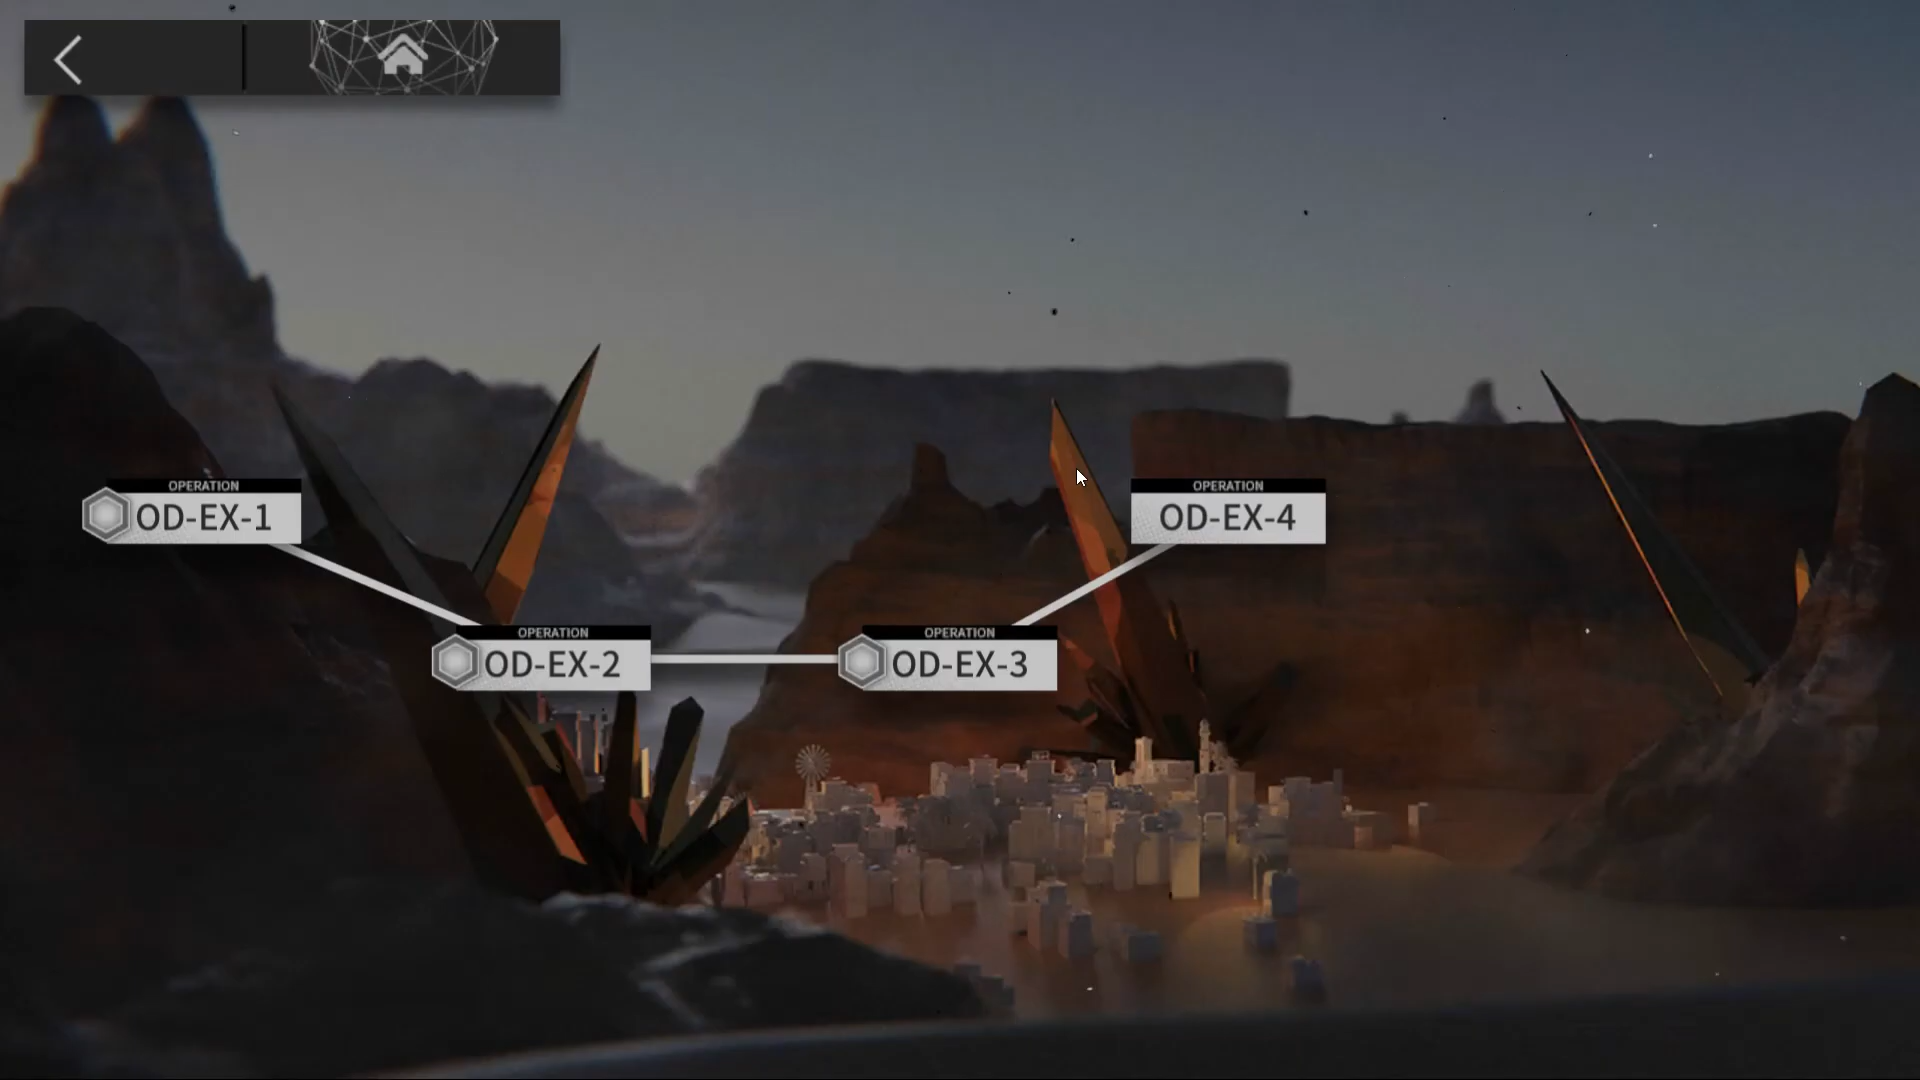 OPERATION
OD-EX-1
OPERATION
OD-EX-4
OPERATION
OD-EX-2
OPERATION
OD-EX-3